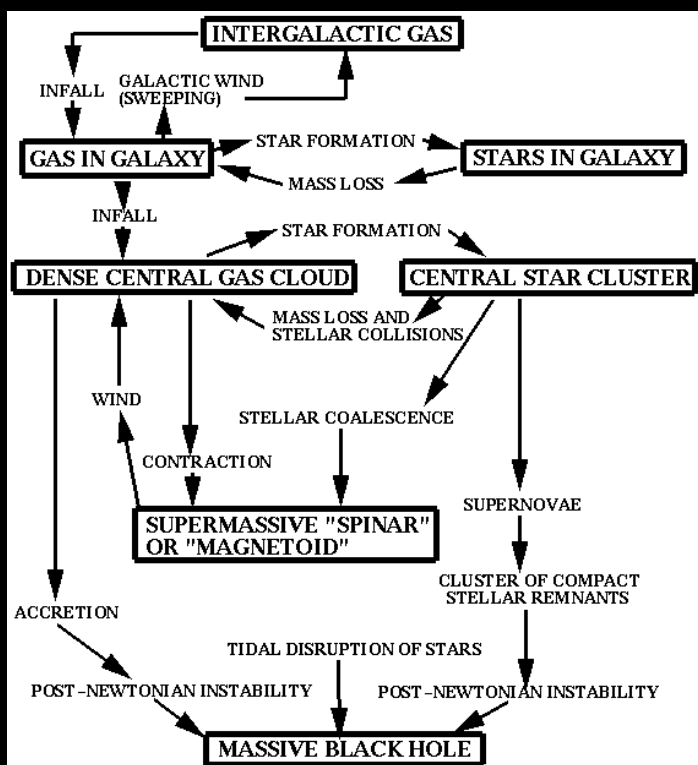 INTERGALACTIC GAS
GALACTIC WIND
(SWEEPING)
INFALL
STAR FORMATION
GAS IN GALAXY
STARS IN GALAXY
MASS LOSS
INFALL
STAR FORMATION
DENSE CENTRAL GAS CLOUD
CENTRAL STAR CLUSTER
MASS LOSS AND
STELLAR COLLISIONS
WIND
STELLAR COALESCENCE
CONTRACTION
SUPERNOVAE
SUPERMASSIVE "SPINAR"
OR "MAGNETOID"
CLUSTER OF COMPACT
STELLAR REMNANTS
ACCRETION
TIDAL DISRUPTION OF STARS
POST-NEWTONIAN INSTABILITY
POST-NEWTONIAN INSTABILITY
MASSIVE BLACK HOLE